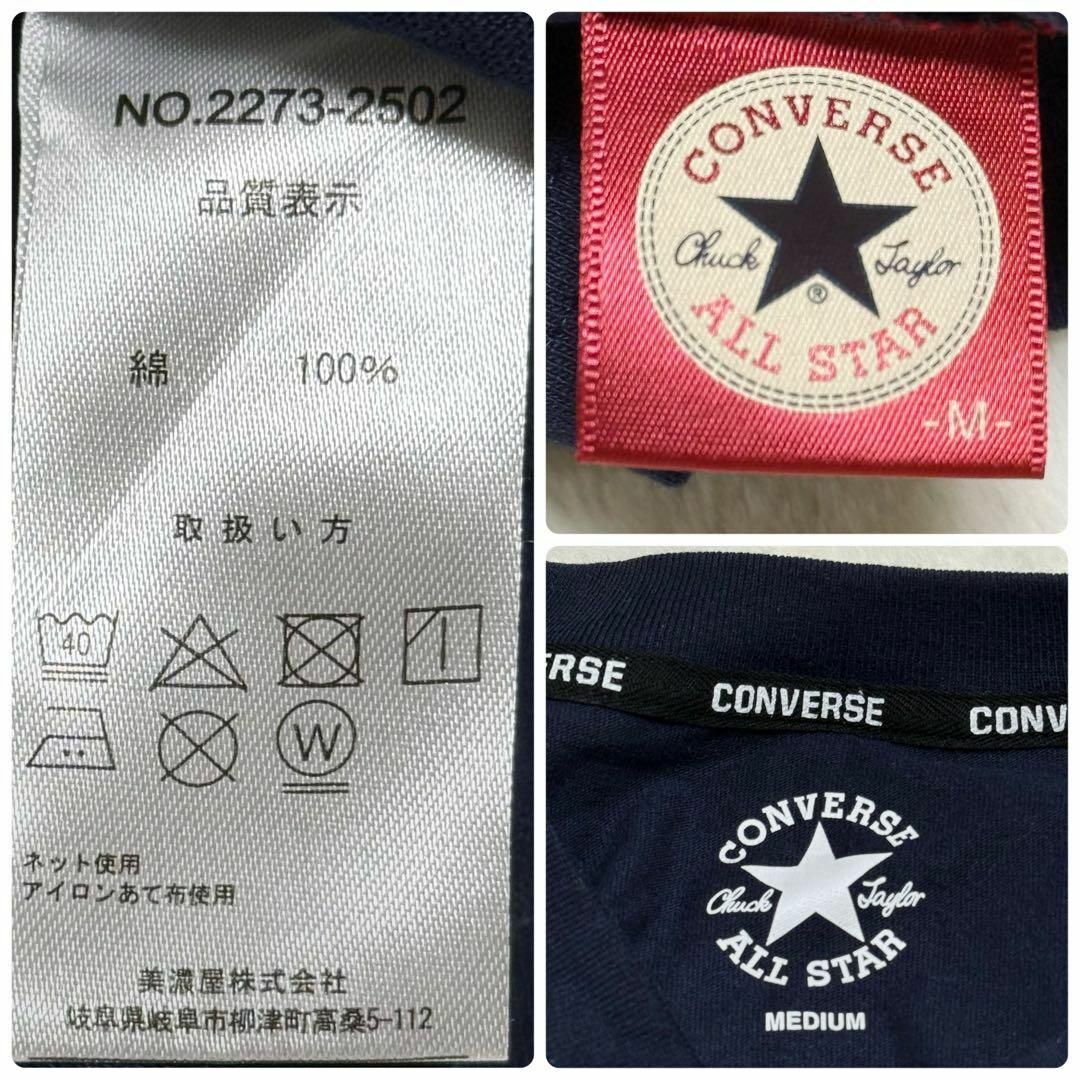 NO.2273-2502
品質表示
綿 100%
取扱い方
40
W
ネット使用
アイロンあて布使用
美濃屋株式会社
岐阜県岐阜市柳津町高桑5-112
CONVERSE
Chuck Taylor
®
ALL STAR
-M-
ERSE CONVERSE CONV
CONVERSE
Chuck Taylor
ALL STAR
MEDIUM